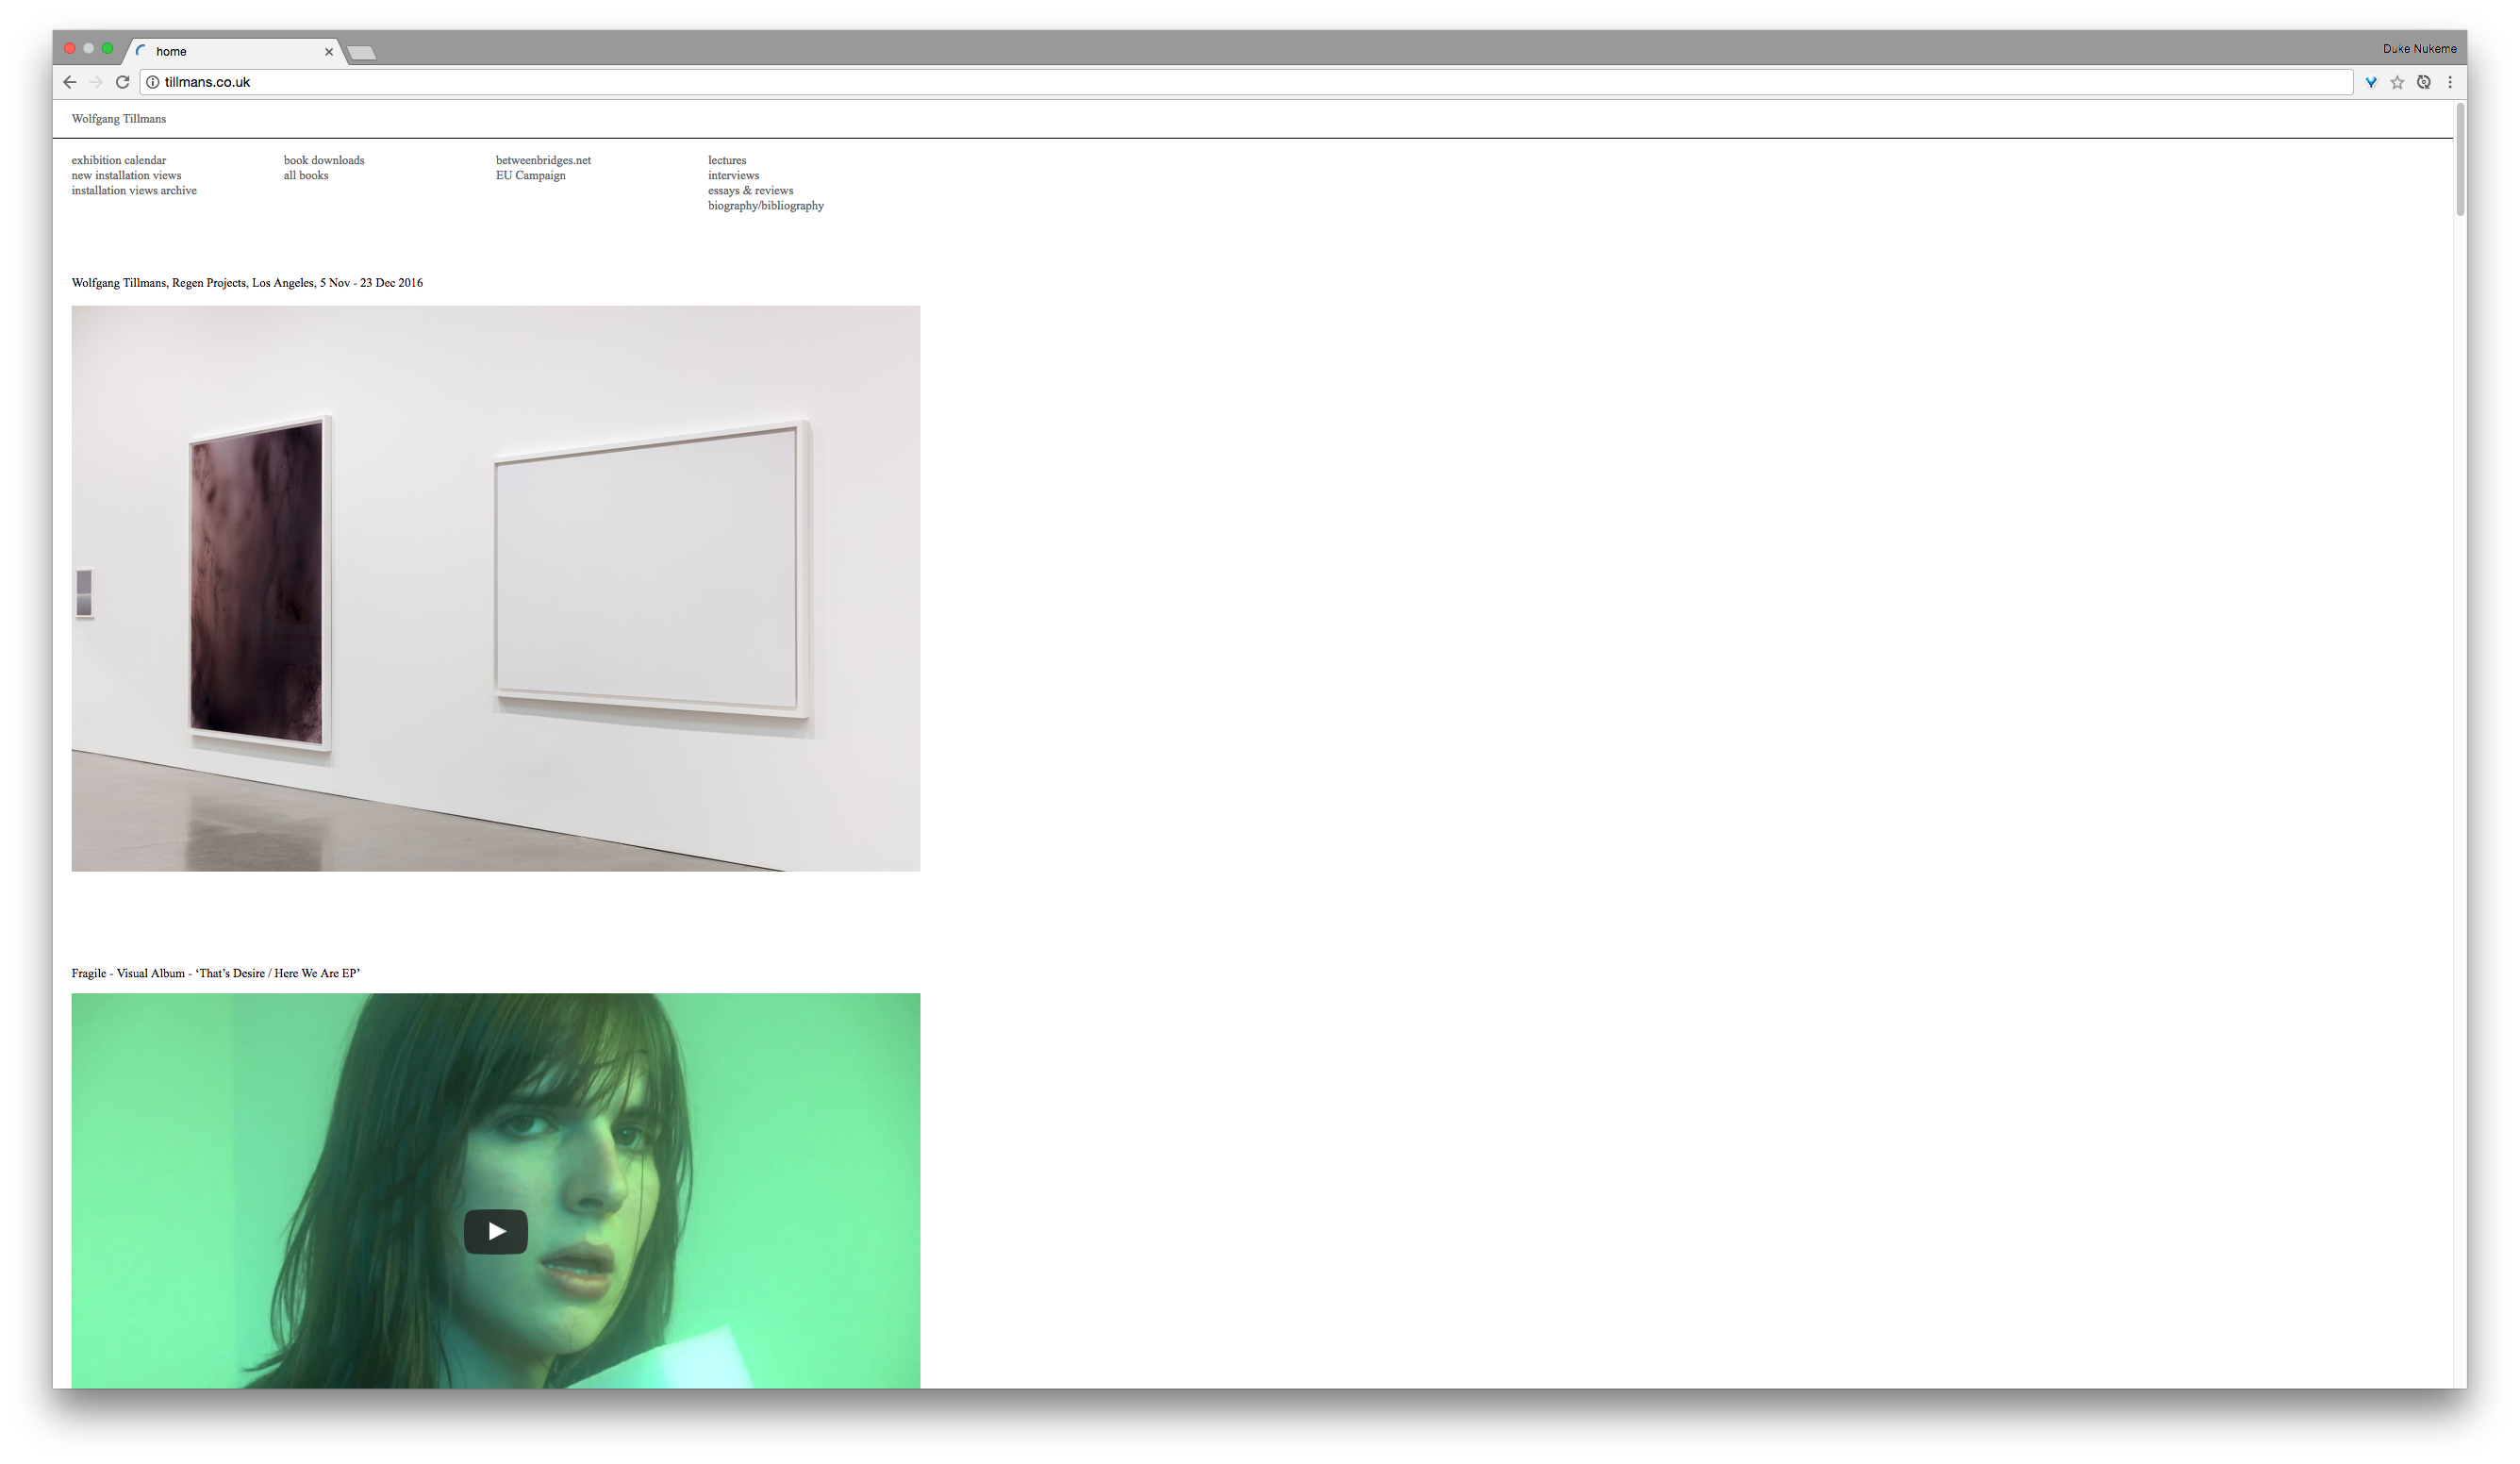 home
Duke Nukeme
tillmans.co.uk
Wolfgang Tillmans
exhibition calendar
new installation views
installation views archive
book downloads
all books
betweenbridges.net
EU Campaign
lectures
interviews
essays & reviews
biography/bibliography
Wolfgang Tillmans, Regen Projects, Los Angeles, 5 Nov - 23 Dec 2016
Fragile - Visual Album - ‘That’s Desire / Here We Are EP’